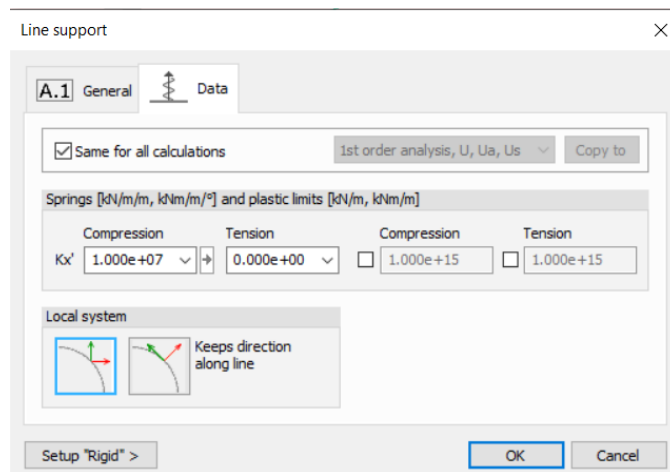 Line support
A.1 General Data
Same for all calculations 1st order analysis, U, Ua, Us Copy to
Springs [kN/m/m, kNm/m/°] and plastic limits [kN/m, kNm/m]
Compression Tension Compression Tension
Kx' 1.000e+07 0.000e+00 1.000e+15 1.000e+15
Local system
Keeps direction
along line
Setup "Rigid" > OK Cancel